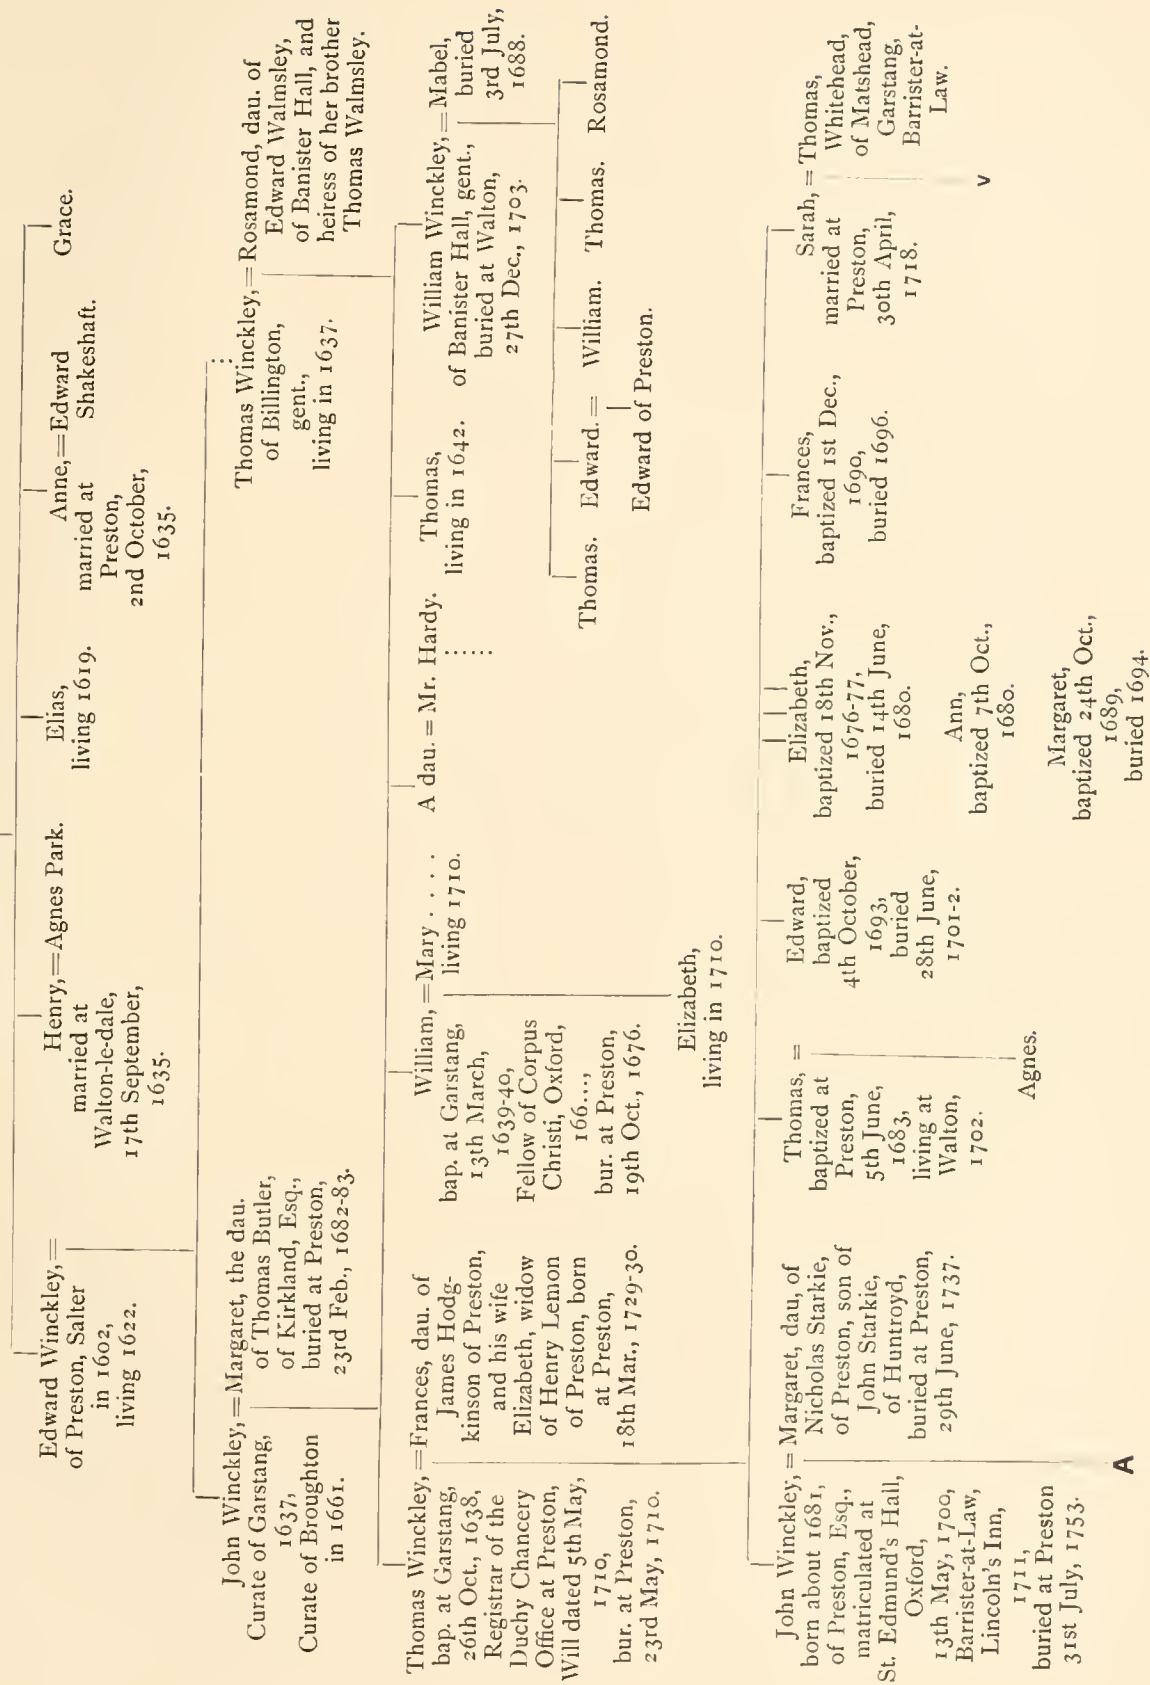 Edward Winckley,=
of Preston, Salter
in 1602,
living 1622.
Henry,=Agnes Park.
married at
Walton-le-dale,
17th September,
1635.
Elias,
living 1619.
Anne,=Edward
married at Shakeshaft.
Preston,
2nd October,
1635.
Grace.
John Winckley,=Margaret, the dau.
Curate of Garstang, of Thomas Butler,
1637, of Kirkland, Esq.,
Curate of Broughton buried at Preston,
in 1661. 23rd Feb., 1682-83.
Thomas Winckley,=Rosamond, dau. of
of Billington, Edward Walmsley,
gent., of Banister Hall, and
living in 1637. heiress of her brother
Thomas Walmsley.
Thomas Winckley,=Frances, dau. of
bap. at Garstang, James Hodg-
26th Oct., 1638, kinson of Preston,
Registrar of the and his wife
Duchy Chancery Elizabeth, widow
Office at Preston, of Henry Lemon
Will dated 5th May, of Preston, born
1710, at Preston,
bur. at Preston, 18th Mar., 1729-30.
23rd May, 1710.
William,=Mary . . . .
bap. at Garstang, living 1710.
13th March,
1639-40,
Fellow of Corpus
Christi, Oxford,
166...,
bur. at Preston,
19th Oct., 1676.
A dau. = Mr. Hardy.
Thomas,
living in 1642.
William Winckley,=Mabel,
of Banister Hall, gent., buried
buried at Walton, 3rd July,
27th Dec., 1703. 1688.
Elizabeth,
living in 1710.
Thomas. Edward. = William. Thomas. Rosamond.
Edward of Preston.
John Winckley, = Margaret, dau, of
born about 1681, Nicholas Starkie,
of Preston, Esq., of Preston, son of
matriculated at John Starkie,
St. Edmund's Hall, of Huntroyd,
Oxford, buried at Preston,
13th May, 1700, 29th June, 1737.
Barrister-at-Law,
Lincoln's Inn,
1711,
buried at Preston
31st July, 1753.
A
Thomas, =
baptized at
Preston,
5th June,
1683,
living at
Walton,
1702.
Agnes.
Edward,
baptized
4th October,
1693,
buried
28th June,
1701-2.
Elizabeth,
baptized 18th Nov.,
1676-77,
buried 14th June,
1680.
Ann,
baptized 7th Oct.,
1680.
Margaret,
baptized 24th Oct.,
1689,
buried 1694.
Frances,
baptized 1st Dec.,
1690,
buried 1696.
Sarah, = Thomas,
married at Whitehead,
Preston, of Matshead,
30th April, Garstang,
1718. Barrister-at-
Law.